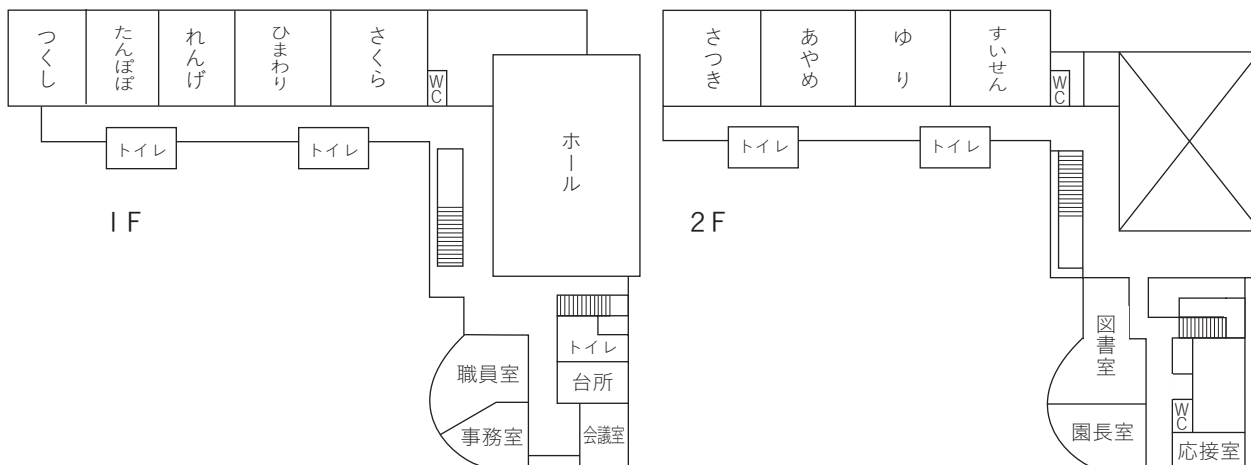 つくし
たんぽぽ
れんげ
ひまわり
さくら
WC
トイレ
トイレ
ホール
1F
トイレ
台所
職員室
事務室
会議室
さつき
あやめ
ゆり
すいせん
WC
トイレ
トイレ
2F
図書室
園長室
WC
応接室